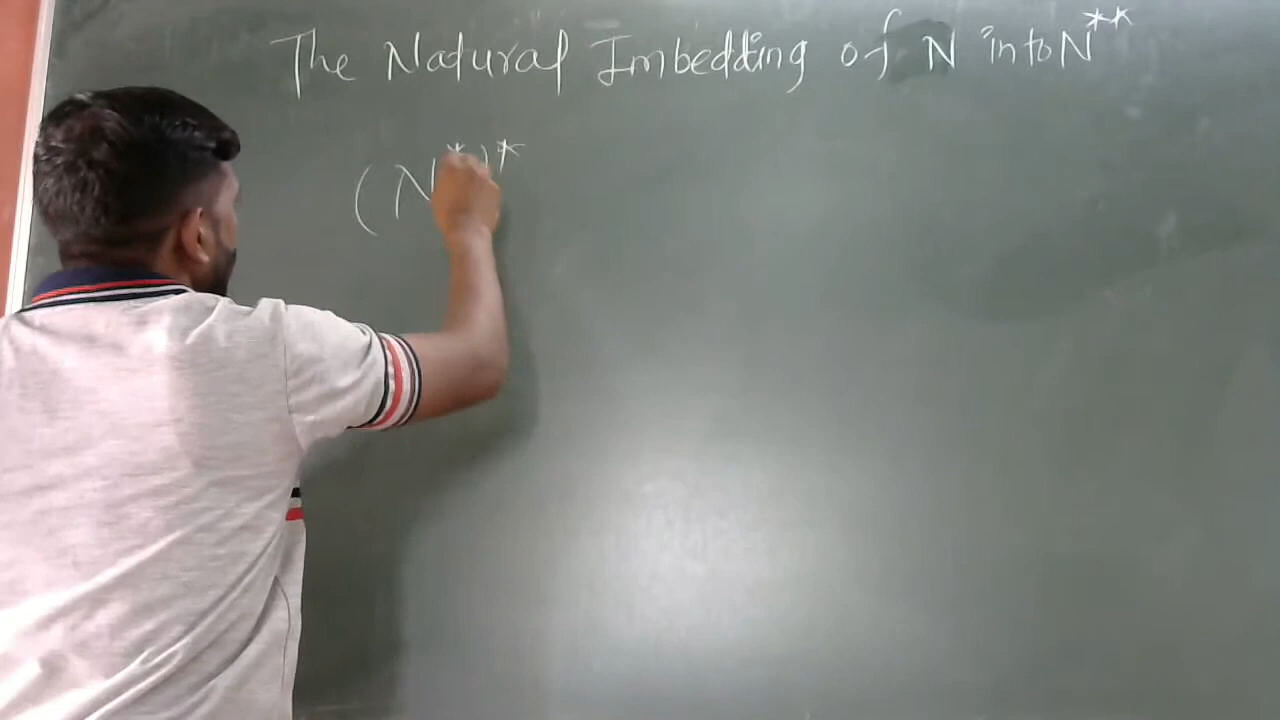 The Natural Imbedding of N into N**
(N*)*